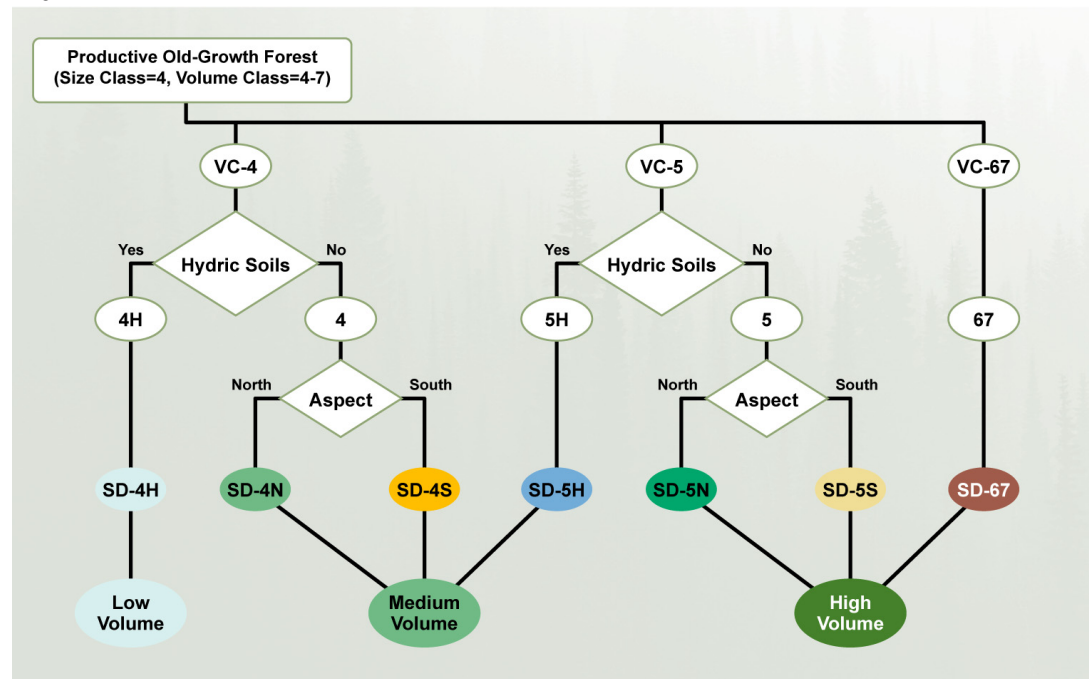 Productive Old-Growth Forest
(Size Class=4, Volume Class=4-7)
VC-4
VC-5
VC-67
Yes
Hydric Soils
No
Yes
Hydric Soils
No
4H
4
5H
5
67
North
Aspect
South
North
Aspect
South
SD-4H
SD-4N
SD-4S
SD-5H
SD-5N
SD-5S
SD-67
Low
Volume
Medium
Volume
High
Volume